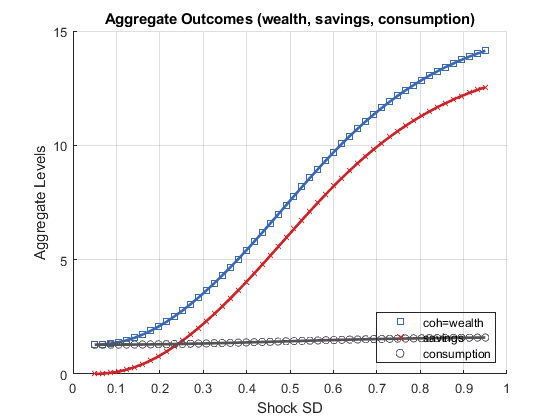 Aggregate Outcomes (wealth, savings, consumption)
15
10
5
0
Aggregate Levels
0 0.1 0.2 0.3 0.4 0.5 0.6 0.7 0.8 0.9 1
Shock SD
coh=wealth
savings
consumption